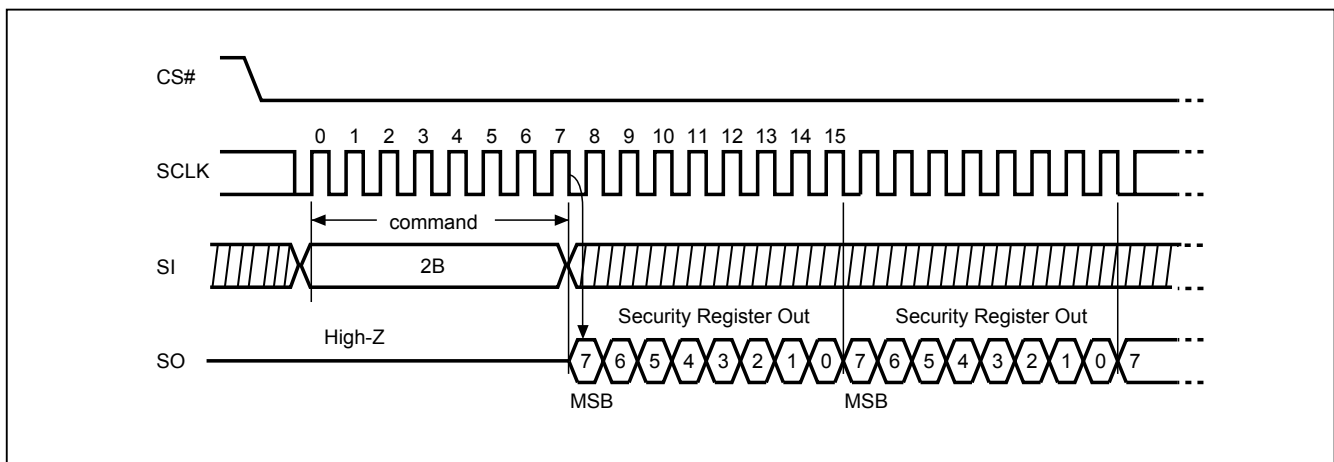 CS#
0 1 2 3 4 5 6 7 8 9 10 11 12 13 14 15
SCLK
command
SI
2B
Security Register Out Security Register Out
High-Z
SO
7 6 5 4 3 2 1 0 7 6 5 4 3 2 1 0 7
MSB MSB